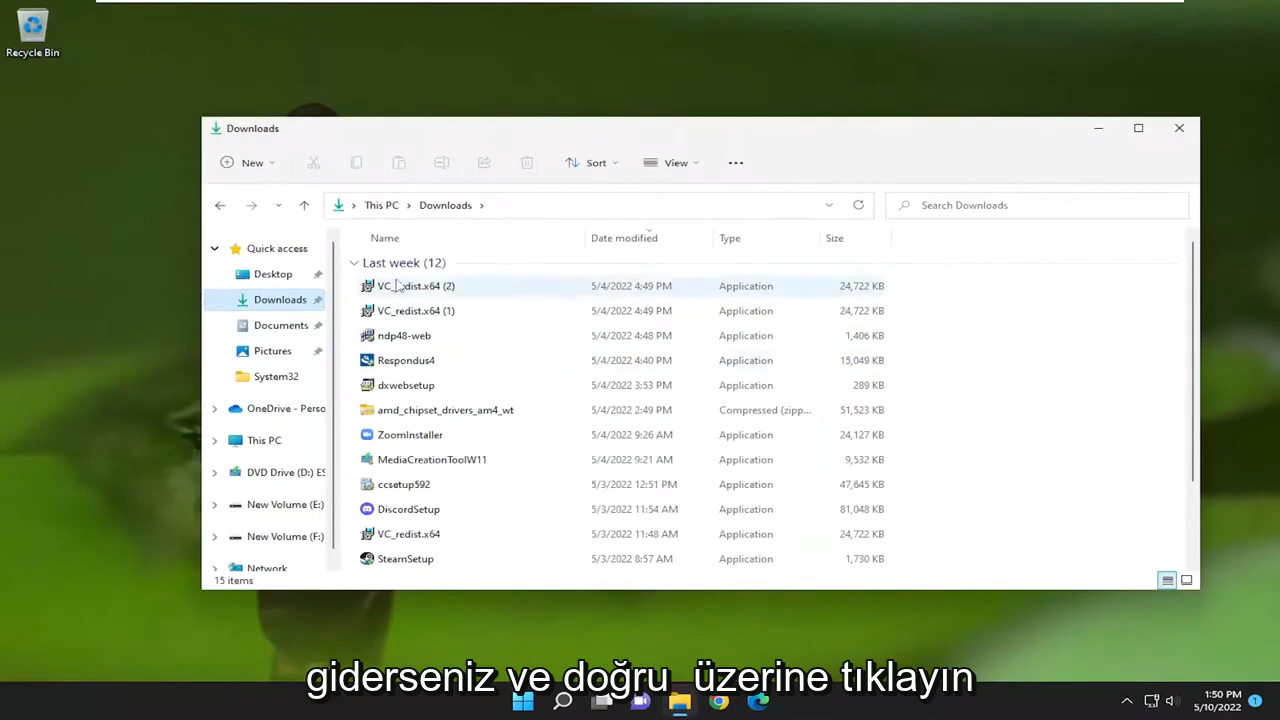 Recycle Bin
Downloads
New
Sort
View
This PC > Downloads >
Search Downloads
Name
Date modified
Type
Size
Quick access
Desktop
Downloads
Documents
Pictures
System32
OneDrive - Perso
This PC
DVD Drive (D:) ES
New Volume (E:)
New Volume (F:)
Network
Last week (12)
VC_redist.x64 (2) 5/4/2022 4:49 PM Application 24,722 KB
VC_redist.x64 (1) 5/4/2022 4:49 PM Application 24,722 KB
ndp48-web 5/4/2022 4:48 PM Application 1,406 KB
Respondus4 5/4/2022 4:40 PM Application 15,049 KB
dxwebsetup 5/4/2022 3:53 PM Application 289 KB
amd_chipset_drivers_am4_wt 5/4/2022 2:49 PM Compressed (zipp... 51,523 KB
ZoomInstaller 5/4/2022 9:26 AM Application 24,127 KB
MediaCreationToolW11 5/4/2022 9:21 AM Application 9,532 KB
ccsetup592 5/3/2022 12:51 PM Application 47,645 KB
DiscordSetup 5/3/2022 11:54 AM Application 81,048 KB
VC_redist.x64 5/3/2022 11:48 AM Application 24,722 KB
SteamSetup 5/3/2022 8:57 AM Application 1,730 KB
15 items
giderseniz ve doğru üzerine tıklayın
1:50 PM
5/10/2022
1